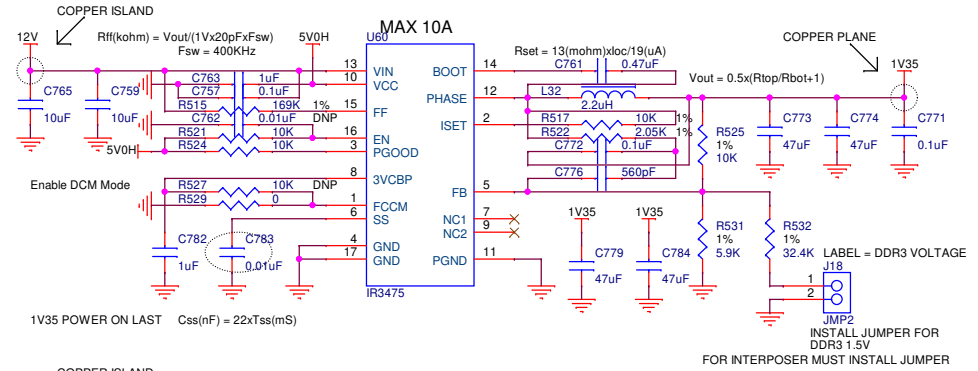 COPPER ISLAND
12V
Rff(kohm) = Vout/(1Vx20pFxFsw)
Fsw = 400KHz
5V0H
MAX 10A
U60
Rset = 13(mohm)xIoc/19(uA)
COPPER PLANE
1V35
Vout = 0.5x(Rtop/Rbot+1)
C765
10uF
C759
10uF
C763 1uF
C757 0.1uF
R515 169K 1%
C762 0.01uF DNP
R521 10K
R524 10K
5V0H
13 VIN
10 VCC
15 FF
16 EN
3 PGOOD
8 3VCBP
1 FCCM
6 SS
4 GND
17 GND
BOOT 14
PHASE 12
ISET 2
FB 5
NC1 7
NC2 9
PGND 11
IR3475
C761 0.47uF
L32
2.2uH
R517 10K 1%
R522 2.05K 1%
C772 0.1uF
C776 560pF
R525
1%
10K
C773
47uF
C774
47uF
C771
0.1uF
Enable DCM Mode
R527 10K DNP
R529 0
C782
1uF
C783
0.01uF
1V35
1V35
C779
47uF
C784
47uF
R531
1%
5.9K
R532
1%
32.4K
LABEL = DDR3 VOLTAGE
J18
1
2
JMP2
INSTALL JUMPER FOR
DDR3 1.5V
FOR INTERPOSER MUST INSTALL JUMPER
1V35 POWER ON LAST
Css(nF) = 22xTss(mS)
COPPER ISLAND